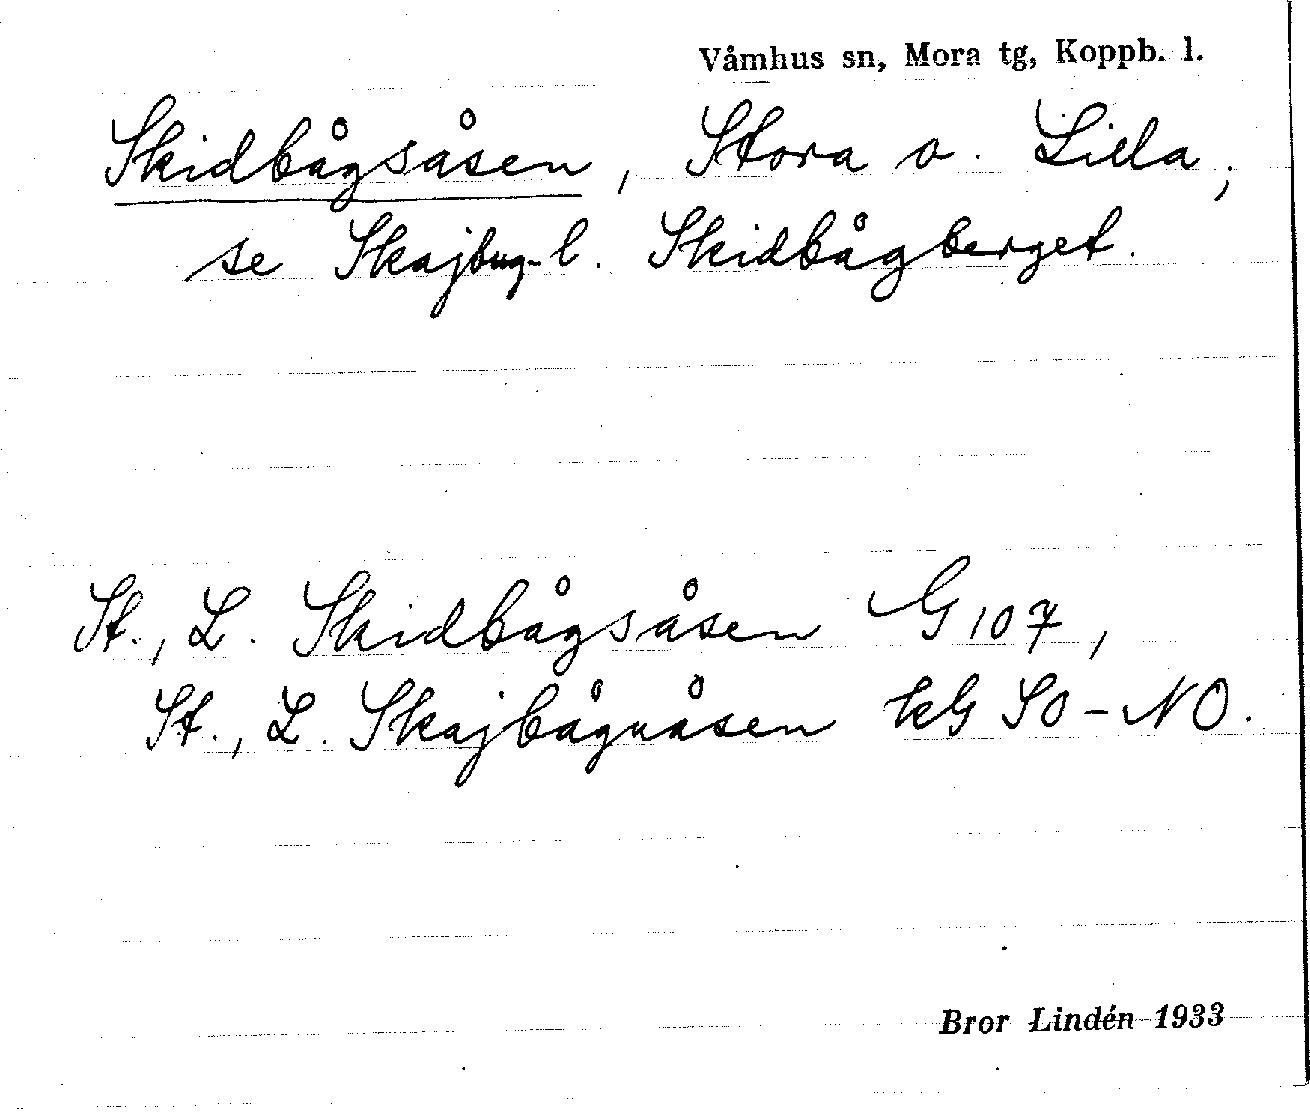 Våmhus sn, Mora tg, Koppb. l.
Skidbågsåsen, Stora o. Lilla;
se Skajbug- l. Skidbågberget.
St., L. Skidbågsåsen G 107,
St., L. Skajbågnåsen kG SO-NO.
Bror Lindén 1933